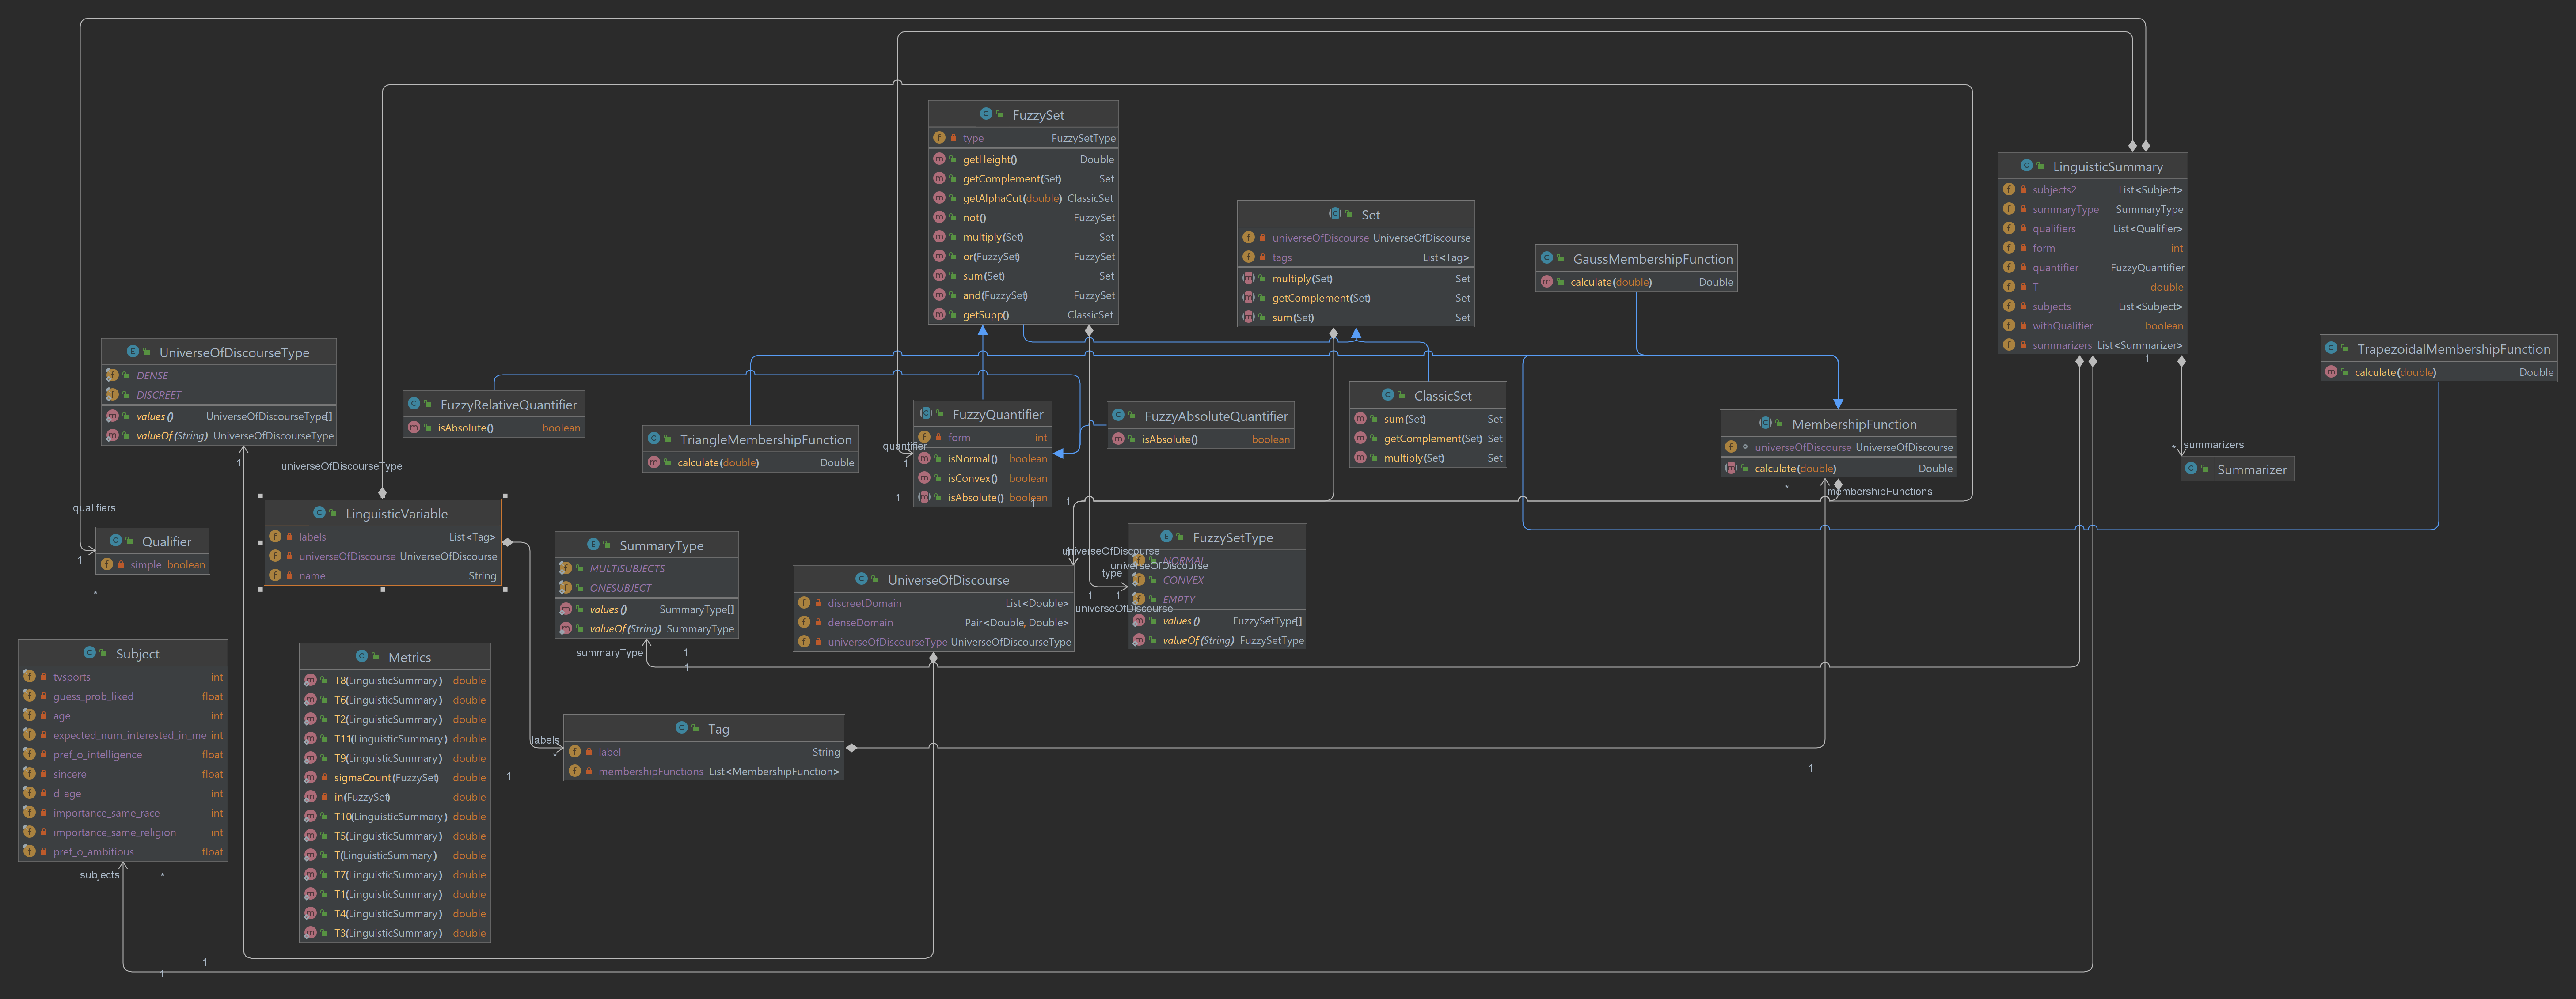 FuzzySet
type FuzzySetType
getHeight() Double
getComplement(Set) Set
getAlphaCut(double) ClassicSet
not() FuzzySet
multiply(Set) Set
or(FuzzySet) FuzzySet
sum(Set) Set
and(FuzzySet) FuzzySet
getSupp() ClassicSet
Set
universeOfDiscourse UniverseOfDiscourse
tags List<Tag>
multiply(Set) Set
getComplement(Set) Set
sum(Set) Set
GaussMembershipFunction
calculate(double) Double
LinguisticSummary
subjects2 List<Subject>
summaryType SummaryType
qualifiers List<Qualifier>
form int
quantifier FuzzyQuantifier
T double
subjects List<Subject>
withQualifier boolean
summarizers List<Summarizer>
1
TrapezoidalMembershipFunction
calculate(double) Double
UniverseOfDiscourseType
DENSE
DISCREET
values() UniverseOfDiscourseType[]
valueOf(String) UniverseOfDiscourseType
1
universeOfDiscourseType
FuzzyRelativeQuantifier
isAbsolute() boolean
TriangleMembershipFunction
calculate(double) Double
quantifier
1
FuzzyQuantifier
form int
isNormal() boolean
isConvex() boolean
isAbsolute() boolean
1
1
1
FuzzyAbsoluteQuantifier
isAbsolute() boolean
ClassicSet
sum(Set) Set
getComplement(Set) Set
multiply(Set) Set
MembershipFunction
universeOfDiscourse UniverseOfDiscourse
calculate(double) Double
*
membershipFunctions
* summarizers
Summarizer
qualifiers
1
Qualifier
simple boolean
*
LinguisticVariable
labels List<Tag>
universeOfDiscourse UniverseOfDiscourse
name String
SummaryType
MULTISUBJECTS
ONESUBJECT
values() SummaryType[]
valueOf(String) SummaryType
summaryType
1
1
UniverseOfDiscourse
discreetDomain List<Double>
denseDomain Pair<Double, Double>
universeOfDiscourseType UniverseOfDiscourseType
universeOfDiscourse
universeOfDiscourse
type
1
1
universeOfDiscourse
FuzzySetType
NORMAL
CONVEX
EMPTY
values() FuzzySetType[]
valueOf(String) FuzzySetType
Subject
tvsports int
guess_prob_liked float
age int
expected_num_interested_in_me int
pref_o_intelligence float
sincere float
d_age int
importance_same_race int
importance_same_religion int
pref_o_ambitious float
subjects
*
Metrics
T8(LinguisticSummary) double
T6(LinguisticSummary) double
T2(LinguisticSummary) double
T11(LinguisticSummary) double
T9(LinguisticSummary) double
sigmaCount(FuzzySet) double
in(FuzzySet) double
T10(LinguisticSummary) double
T5(LinguisticSummary) double
T(LinguisticSummary) double
T7(LinguisticSummary) double
T1(LinguisticSummary) double
T4(LinguisticSummary) double
T3(LinguisticSummary) double
labels
*
1
Tag
label String
membershipFunctions List<MembershipFunction>
1
1
1